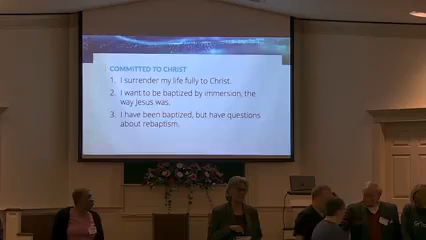 COMMITTED TO CHRIST
1. I surrender my life fully to Christ.
2. I want to be baptized by immersion, the
way Jesus was.
3. I have been baptized, but have questions
about rebaptism.